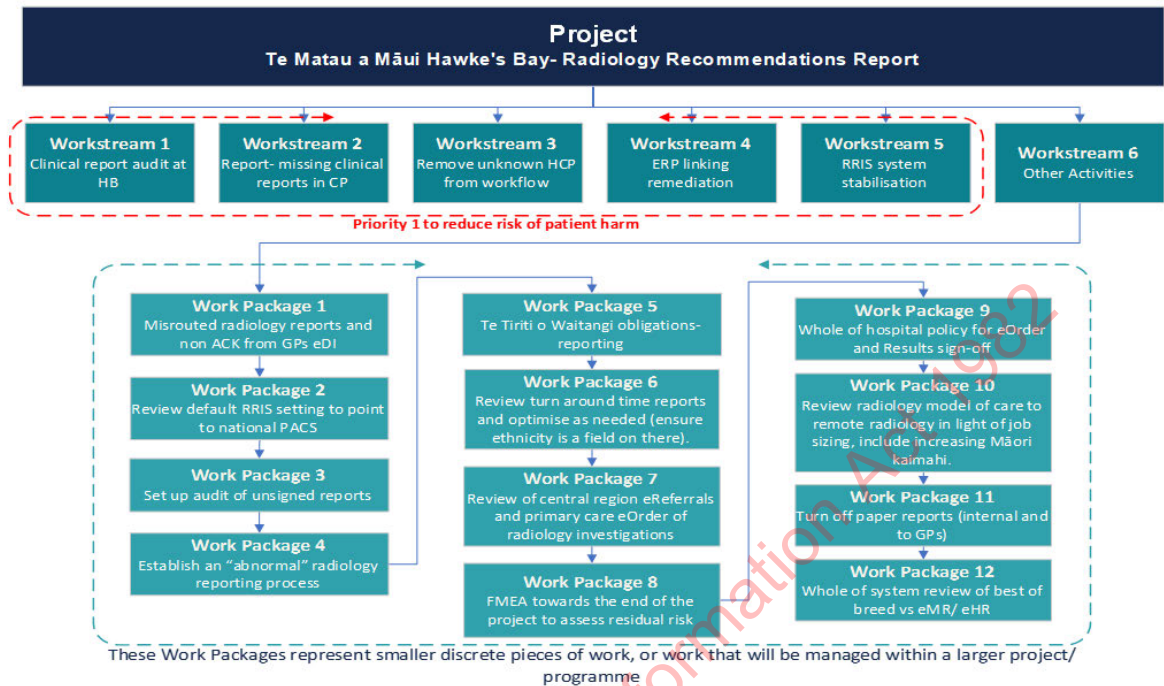 Project
Te Matau a Māui Hawke's Bay- Radiology Recommendations Report
Workstream 1
Clinical report audit at
HB
Workstream 2
Report- missing clinical
reports in CP
Workstream 3
Remove unknown HCP
from workflow
Workstream 4
ERP linking
remediation
Workstream 5
RRIS system
stabilisation
Workstream 6
Other Activities
Priority 1 to reduce risk of patient harm
Work Package 1
Misrouted radiology reports and
non ACK from GPs eDI
Work Package 2
Review default RRIS setting to point
to national PACS
Work Package 3
Set up audit of unsigned reports
Work Package 4
Establish an "abnormal" radiology
reporting process
Work Package 5
Te Tiriti o Waitangi obligations-
reporting
Work Package 6
Review turn around time reports
and optimise as needed (ensure
ethnicity is a field on there).
Work Package 7
Review of central region eReferrals
and primary care eOrder of
radiology investigations
Work Package 8
FMEA towards the end of the
project to assess residual risk
Work Package 9
Whole of hospital policy for eOrder
and Results sign-off
Work Package 10
Review radiology model of care to
remote radiology in light of job
sizing, include increasing Māori
kaimahi.
Work Package 11
Turn off paper reports (internal and
to GPs)
Work Package 12
Whole of system review of best of
breed vs eMR/ eHR
These Work Packages represent smaller discrete pieces of work, or work that will be managed within a larger project/
programme
formation Act 1982